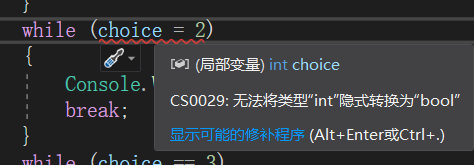 }
while (choice = 2)
{
Console.
break;
}
while (choice == 3)
(局部变量) int choice
CS0029: 无法将类型“int”隐式转换为“bool”
显示可能的修补程序 (Alt+Enter或Ctrl+.)